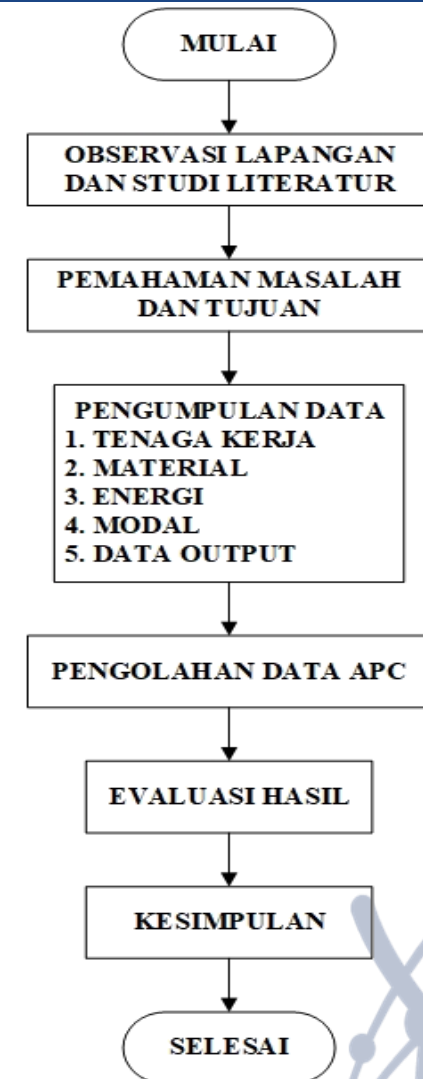 MULAI
OBSERVASI LAPANGAN
DAN STUDI LITERATUR
PEMAHAMAN MASALAH
DAN TUJUAN
PENGUMPULAN DATA
1. TENAGA KERJA
2. MATERIAL
3. ENERGI
4. MODAL
5. DATA OUTPUT
PENGOLAHAN DATA APC
EVALUASI HASIL
KESIMPULAN
SELESAI